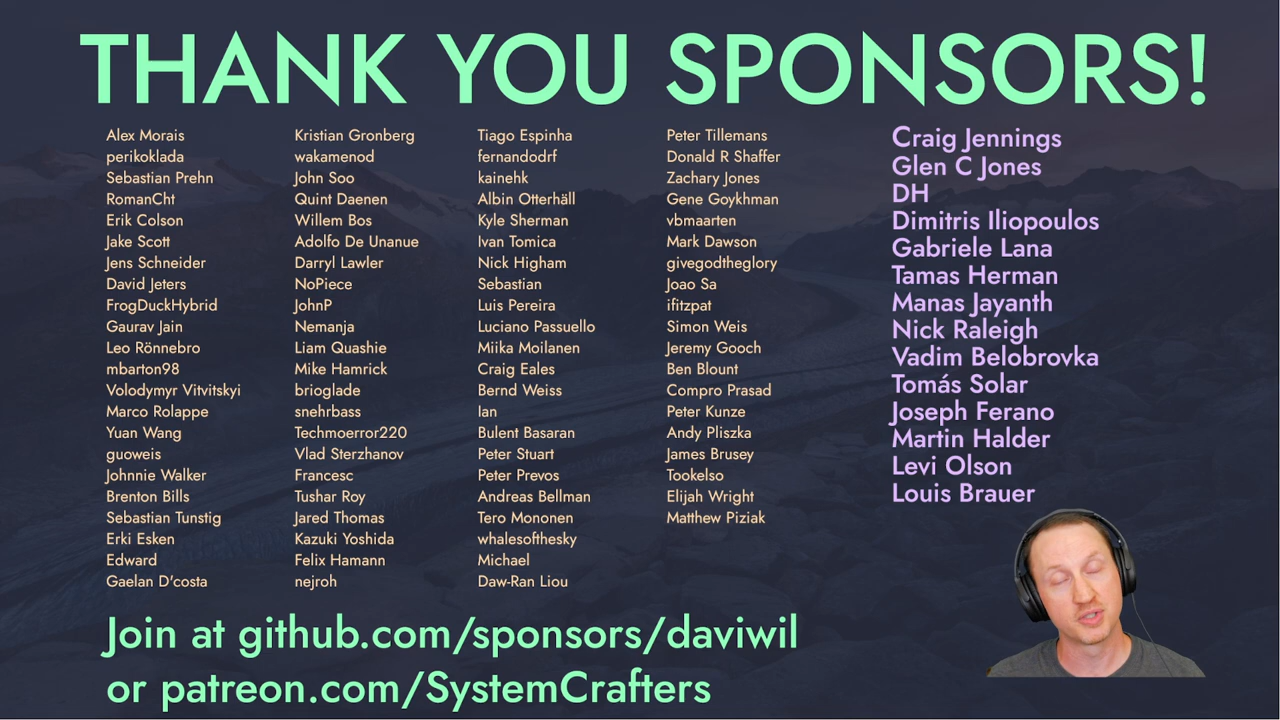 THANK YOU SPONSORS!
Alex Morais
perikoklada
Sebastian Prehn
RomanCht
Erik Colson
Jake Scott
Jens Schneider
David Jeters
FrogDuckHybrid
Gaurav Jain
Leo Rönnebro
mbarton98
Volodymyr Vitvitskyi
Marco Rolappe
Yuan Wang
guoweis
Johnnie Walker
Brenton Bills
Sebastian Tunstig
Erki Esken
Edward
Gaelan D'costa
Kristian Gronberg
wakamenod
John Soo
Quint Daenen
Willem Bos
Adolfo De Unanue
Darryl Lawler
NoPiece
JohnP
Nemanja
Liam Quashie
Mike Hamrick
brioglade
snehrbass
Techmoerror220
Vlad Sterzhanov
Francesc
Tushar Roy
Jared Thomas
Kazuki Yoshida
Felix Hamann
nejroh
Tiago Espinha
fernandodrf
kainehk
Albin Otterhäll
Kyle Sherman
Ivan Tomica
Nick Higham
Sebastian
Luis Pereira
Luciano Passuello
Miika Moilanen
Craig Eales
Bernd Weiss
Ian
Bulent Basaran
Peter Stuart
Peter Prevos
Andreas Bellman
Tero Mononen
whalesofthesky
Michael
Daw-Ran Liou
Peter Tillemans
Donald R Shaffer
Zachary Jones
Gene Goykhman
vbmaarten
Mark Dawson
givegodtheglory
Joao Sa
ifitzpat
Simon Weis
Jeremy Gooch
Ben Blount
Compro Prasad
Peter Kunze
Andy Pliszka
James Brusey
Tookelso
Elijah Wright
Matthew Piziak
Craig Jennings
Glen C Jones
DH
Dimitris Iliopoulos
Gabriele Lana
Tamas Herman
Manas Jayanth
Nick Raleigh
Vadim Belobrovka
Tomás Solar
Joseph Ferano
Martin Halder
Levi Olson
Louis Brauer
Join at github.com/sponsors/daviwil
or patreon.com/SystemCrafters